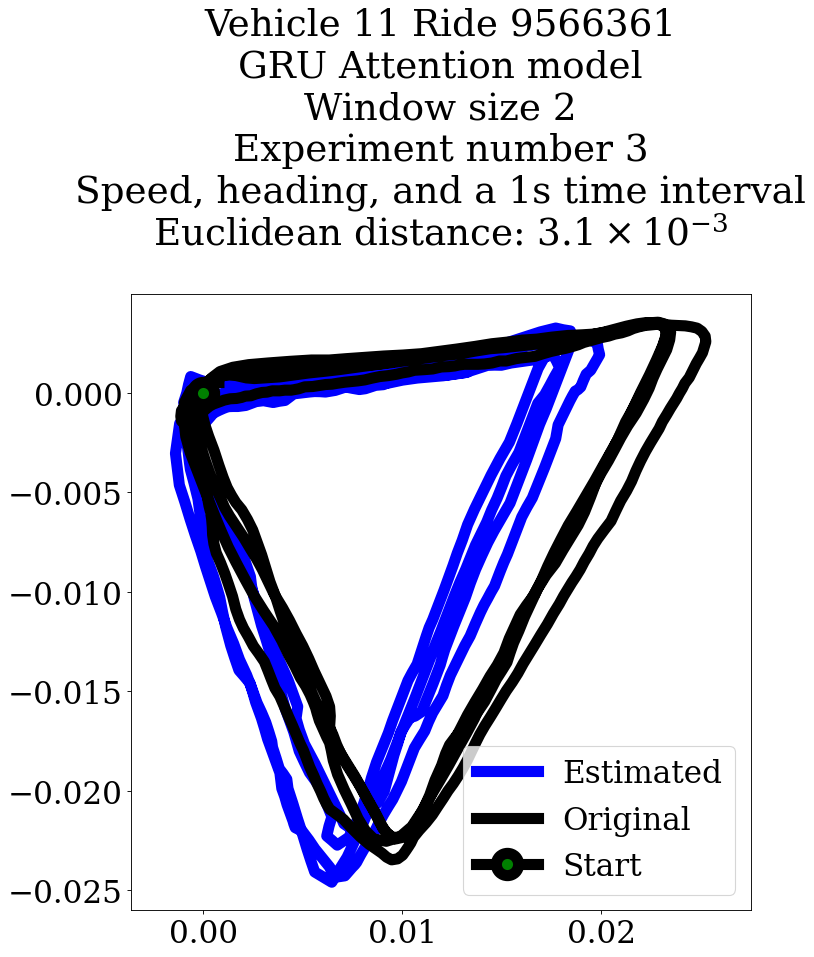 Vehicle 11 Ride 9566361
GRU Attention model
Window size 2
Experiment number 3
Speed, heading, and a 1s time interval
Euclidean distance: 3.1 × 10⁻³
0.000
−0.005
−0.010
−0.015
−0.020
−0.025
0.00
0.01
0.02
Estimated
Original
Start